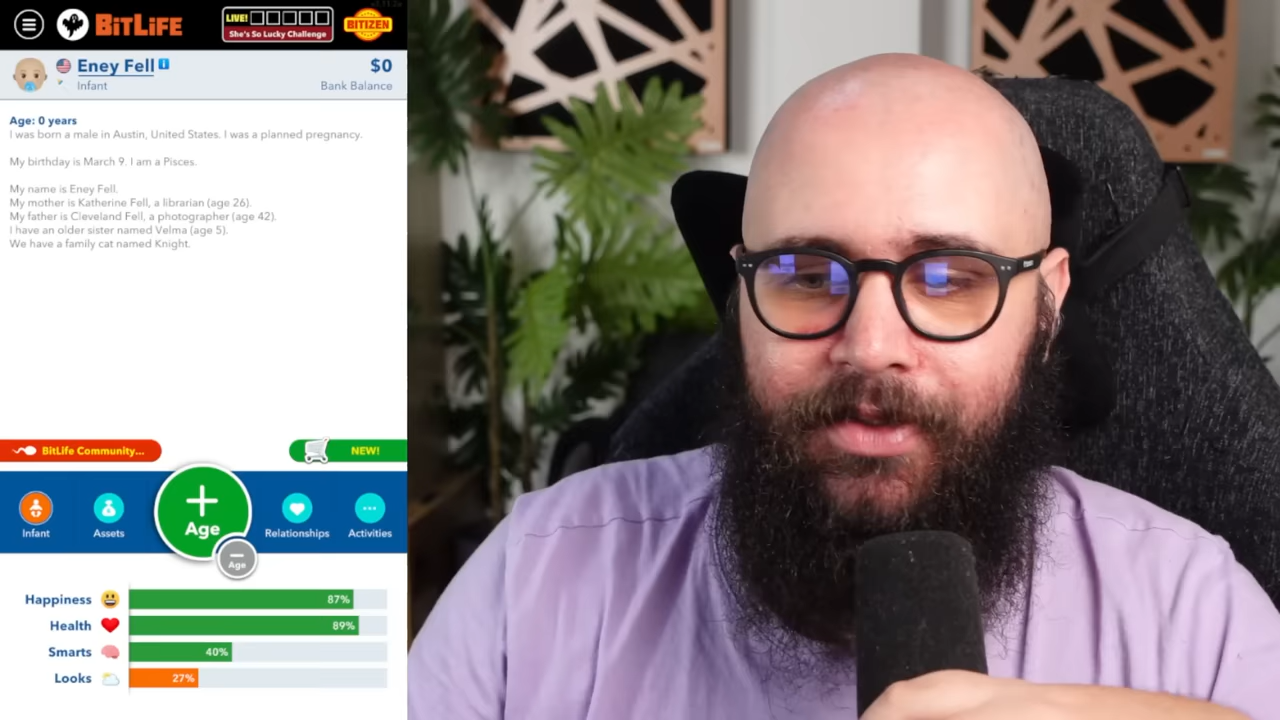 BITLIFE
LIVE!
She's So Lucky Challenge
BITIZEN
Eney Fell
$0
Infant
Bank Balance
Age: 0 years
I was born a male in Austin, United States. I was a planned pregnancy.
My birthday is March 9. I am a Pisces.
My name is Eney Fell.
My mother is Katherine Fell, a librarian (age 26).
My father is Cleveland Fell, a photographer (age 42).
I have an older sister named Velma (age 5).
We have a family cat named Knight.
BitLife Community...
NEW!
Infant
Assets
Age
Relationships
Activities
Age
Happiness 87%
Health 89%
Smarts 40%
Looks 27%